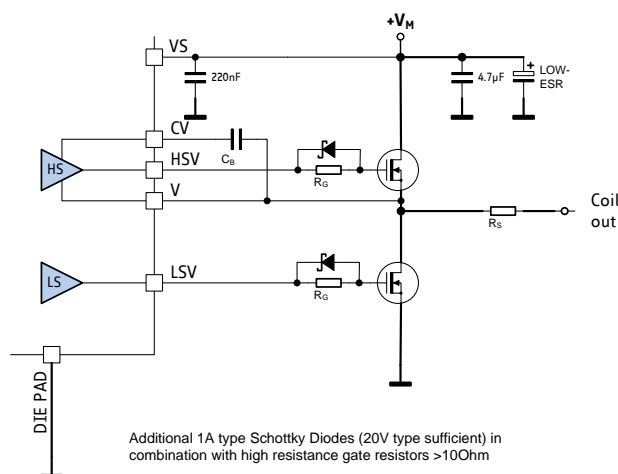 +VM
VS
220nF
4.7µF
+
LOW-
ESR
CV
CB
HS
HSV
RG
V
Coil
out
RS
LS
LSV
RG
DIE PAD
Additional 1A type Schottky Diodes (20V type sufficient) in
combination with high resistance gate resistors >10Ohm